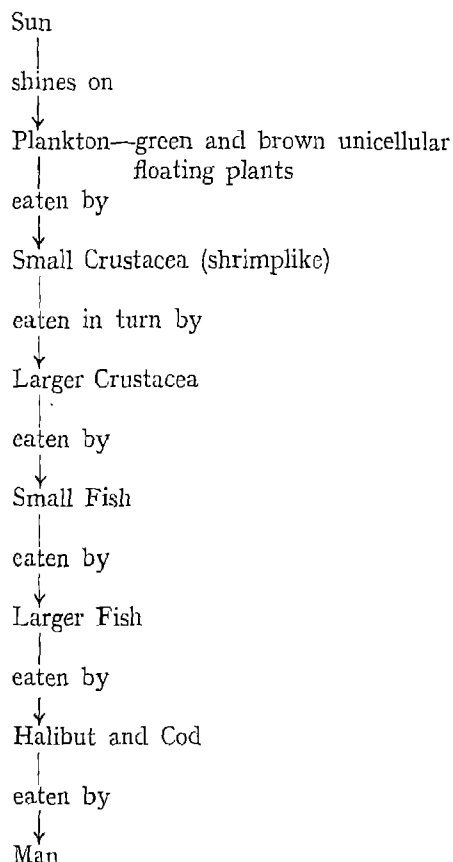 Sun
shines on
Plankton—green and brown unicellular
floating plants
eaten by
Small Crustacea (shrimplike)
eaten in turn by
Larger Crustacea
eaten by
Small Fish
eaten by
Larger Fish
eaten by
Halibut and Cod
eaten by
Man